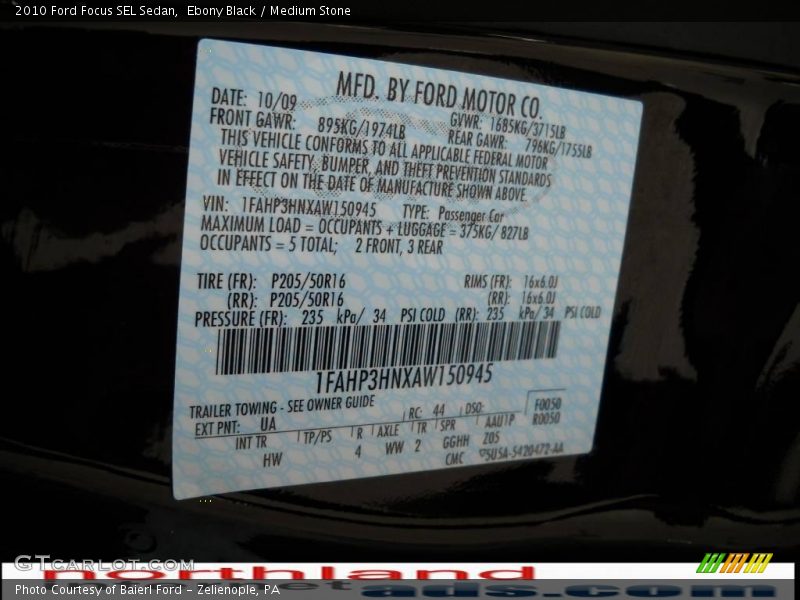 2010 Ford Focus SEL Sedan,  Ebony Black / Medium Stone
MFD. BY FORD MOTOR CO.
DATE: 10/09 GVWR: 1685KG/3715LB
FRONT GAWR: 895KG/1974LB REAR GAWR: 796KG/1755LB
THIS VEHICLE CONFORMS TO ALL APPLICABLE FEDERAL MOTOR
VEHICLE SAFETY, BUMPER, AND THEFT PREVENTION STANDARDS
IN EFFECT ON THE DATE OF MANUFACTURE SHOWN ABOVE.
VIN: 1FAHP3HNXAW150945 TYPE: Passenger Car
MAXIMUM LOAD = OCCUPANTS + LUGGAGE = 375KG/ 827LB
OCCUPANTS = 5 TOTAL; 2 FRONT, 3 REAR
TIRE (FR): P205/50R16 RIMS (FR): 16x6.0J
(RR): P205/50R16 (RR): 16x6.0J
PRESSURE (FR): 235 kPa/ 34 PSI COLD (RR): 235 kPa/ 34 PSI COLD
1FAHP3HNXAW150945
TRAILER TOWING - SEE OWNER GUIDE
EXT PNT: UA RC: 44 DSO: F0050
R0050
INT TR TP/PS R AXLE TR SPR AAU1P
HW 4 WW 2 GGHH Z05
CMC 5U5A-5420472-AA
GTcarlot.com
northland
ads.com
Photo Courtesy of Baierl Ford - Zelienople, PA